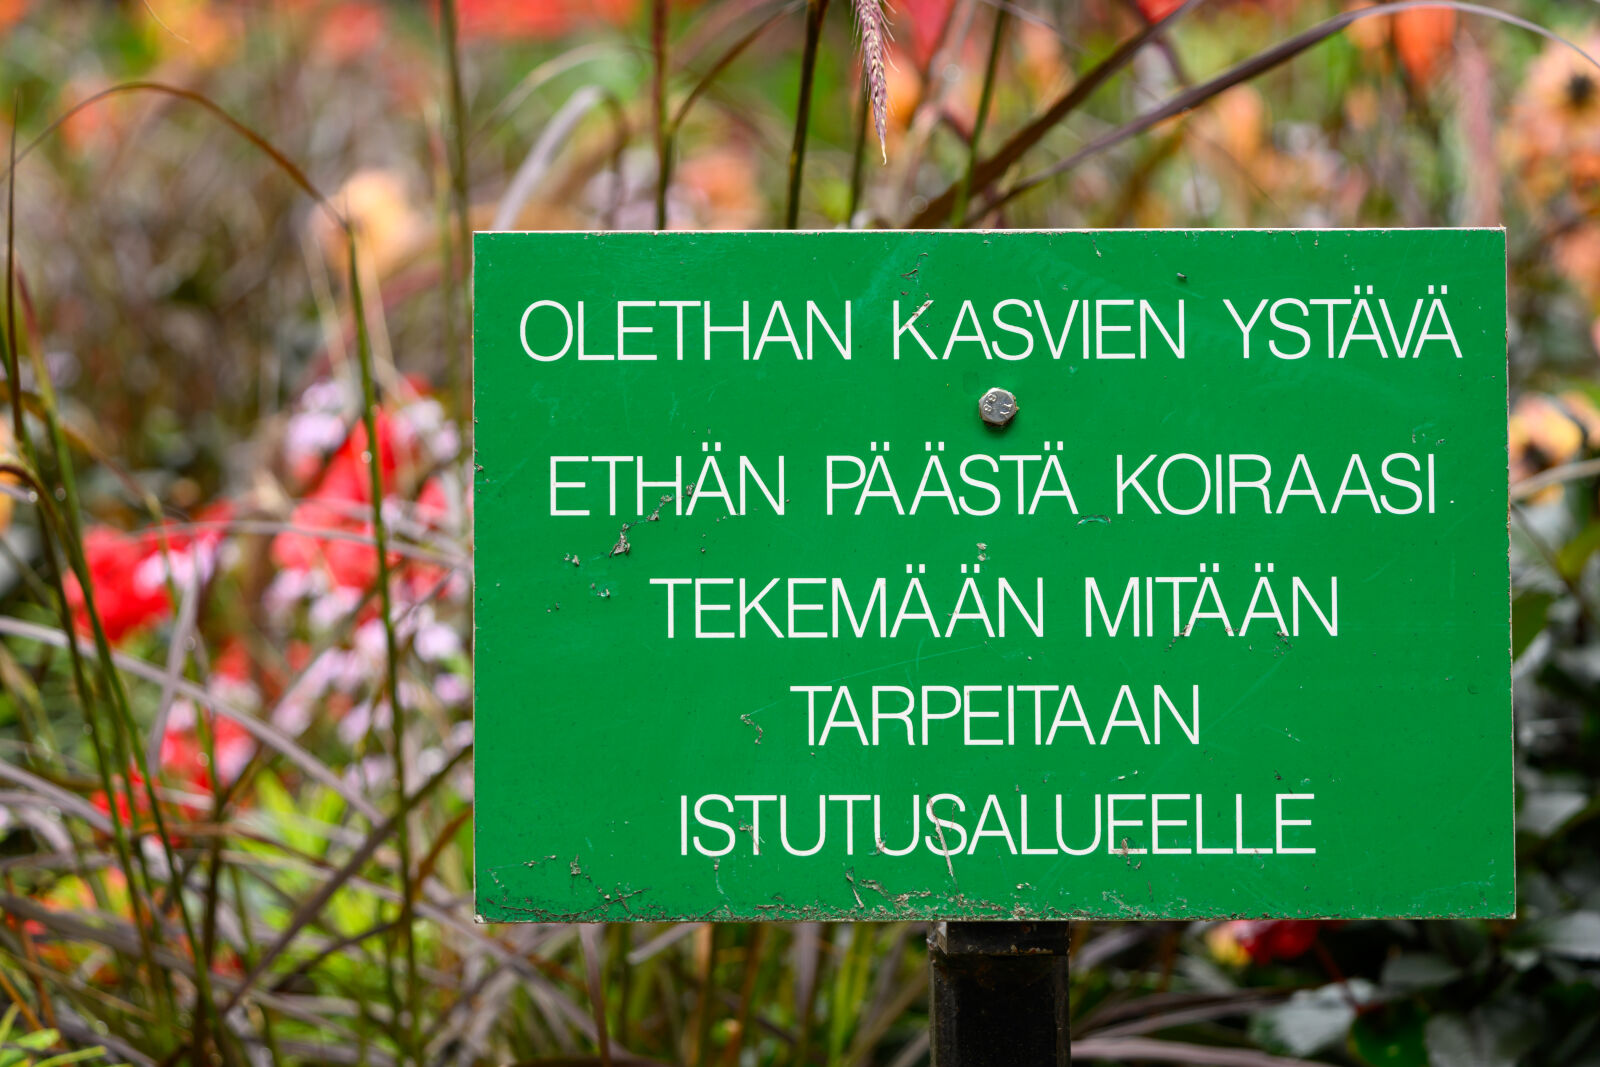 OLETHAN KASVIEN YSTÄVÄ
ETHÄN PÄÄSTÄ KOIRAASI
TEKEMÄÄN MITÄÄN
TARPEITAAN
ISTUTUSALUEELLE